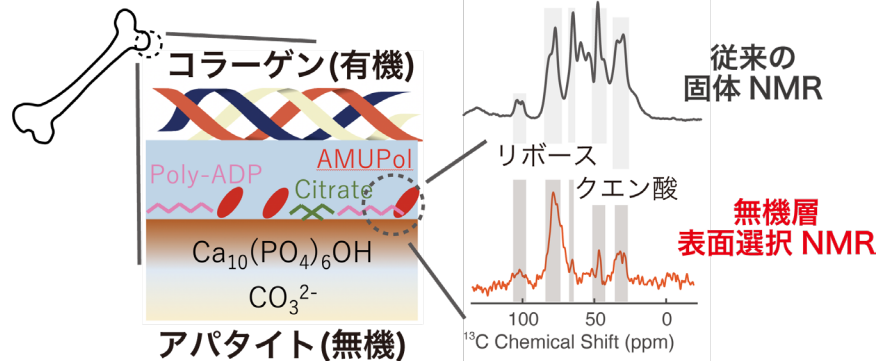 コラーゲン(有機)
Poly-ADP
AMUPol
Citrate
Ca10(PO4)6OH
CO3 2-
アパタイト(無機)
従来の
固体 NMR
リボース
クエン酸
無機層
表面選択 NMR
100
50
0
13C Chemical Shift (ppm)